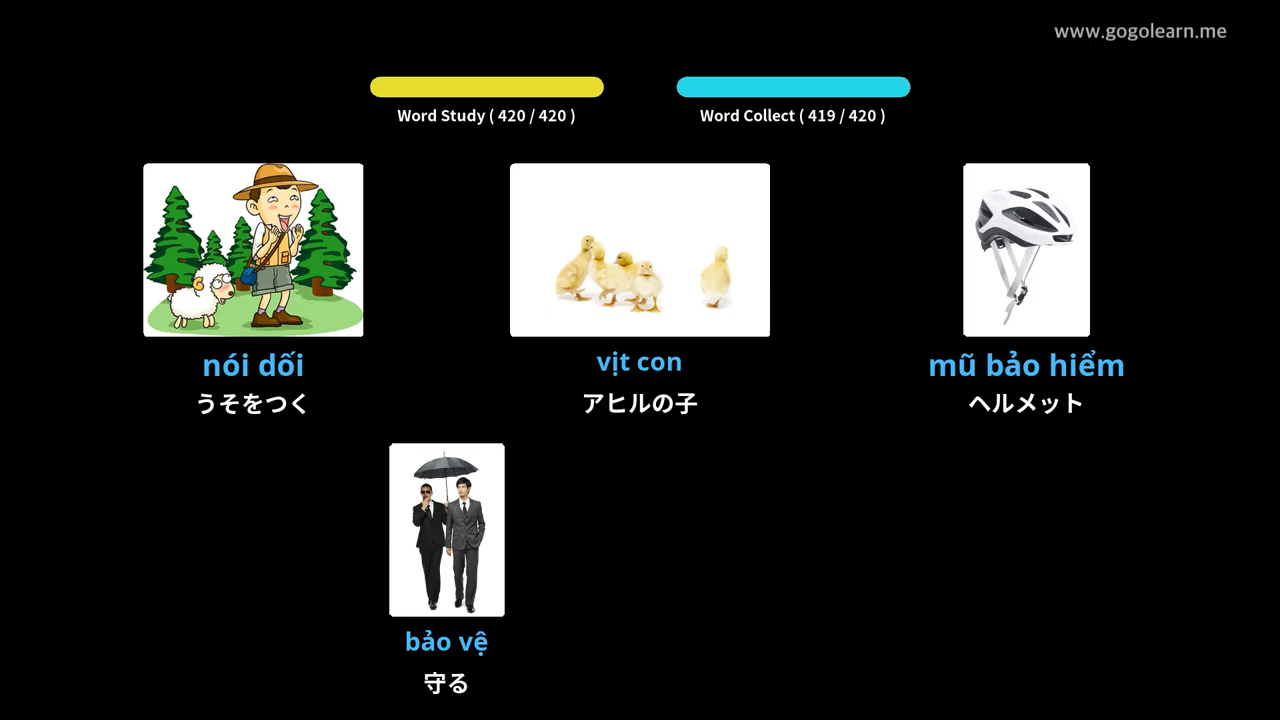 www.gogolearn.me
Word Study ( 420 / 420 )
Word Collect ( 419 / 420 )
nói dối
うそをつく
vịt con
アヒルの子
mũ bảo hiểm
ヘルメット
bảo vệ
守る